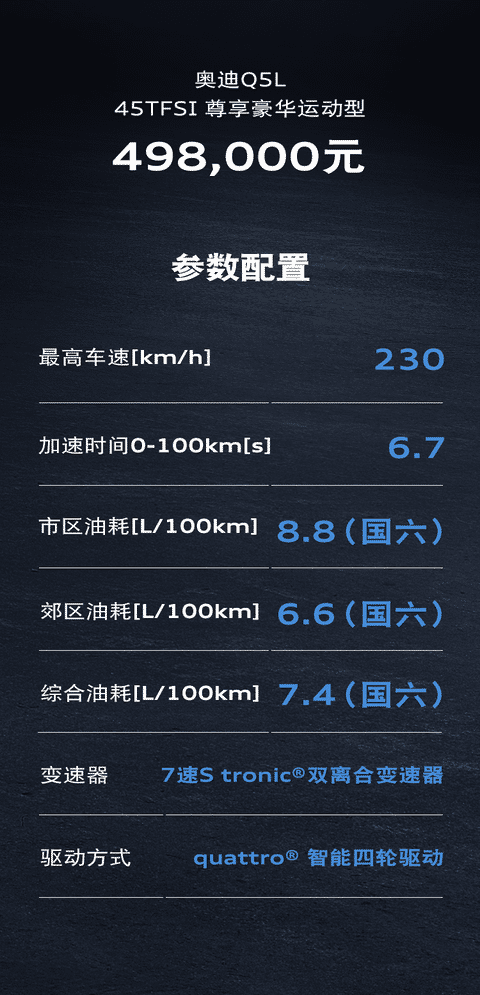 奥迪Q5L
45TFSI 尊享豪华运动型
498,000元
参数配置
最高车速[km/h] 230
加速时间0-100km[s] 6.7
市区油耗[L/100km] 8.8(国六)
郊区油耗[L/100km] 6.6(国六)
综合油耗[L/100km] 7.4(国六)
变速器 7速S tronic®双离合变速器
驱动方式 quattro® 智能四轮驱动